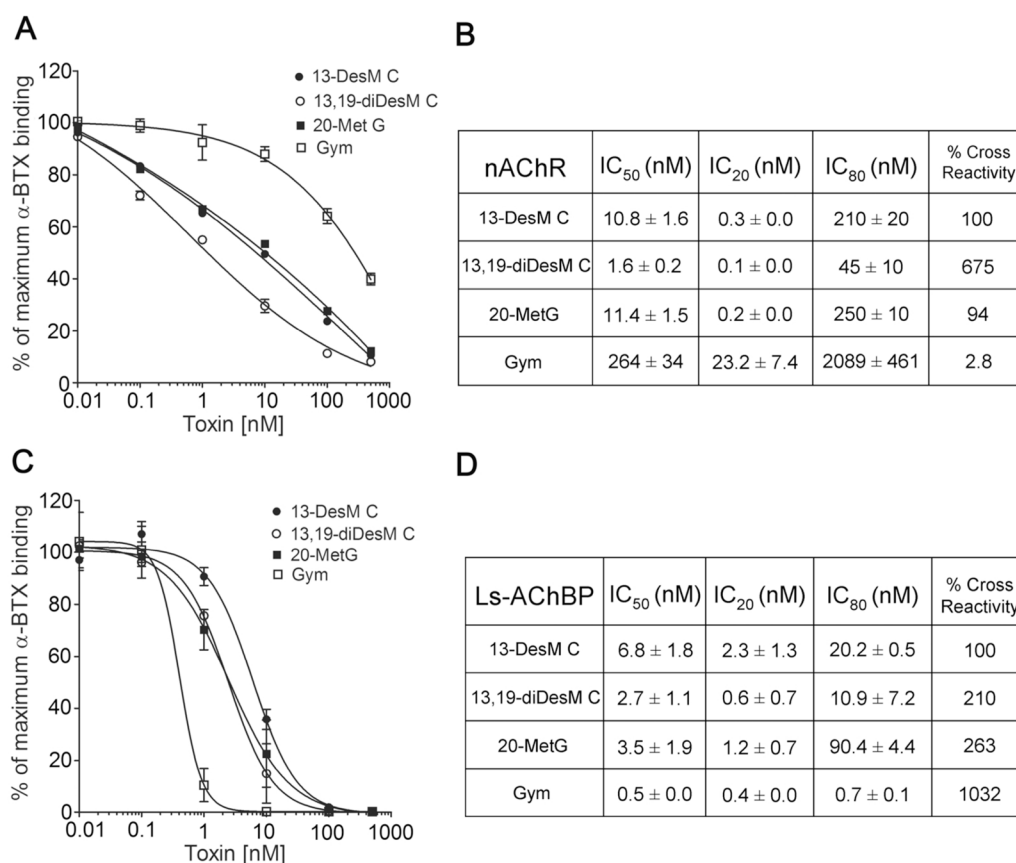 A
120
100
80
60
40
20
0
% of maximum α-BTX binding
0.01 0.1 1 10 100 1000
Toxin [nM]
13-DesM C
13,19-diDesM C
20-Met G
Gym
B
nAChR IC50 (nM) IC20 (nM) IC80 (nM) % Cross Reactivity
13-DesM C 10.8 ± 1.6 0.3 ± 0.0 210 ± 20 100
13,19-diDesM C 1.6 ± 0.2 0.1 ± 0.0 45 ± 10 675
20-MetG 11.4 ± 1.5 0.2 ± 0.0 250 ± 10 94
Gym 264 ± 34 23.2 ± 7.4 2089 ± 461 2.8
C
120
100
80
60
40
20
0
% of maximum α-BTX binding
0.01 0.1 1 10 100 1000
Toxin [nM]
13-DesM C
13,19-diDesM C
20-MetG
Gym
D
Ls-AChBP IC50 (nM) IC20 (nM) IC80 (nM) % Cross Reactivity
13-DesM C 6.8 ± 1.8 2.3 ± 1.3 20.2 ± 0.5 100
13,19-diDesM C 2.7 ± 1.1 0.6 ± 0.7 10.9 ± 7.2 210
20-MetG 3.5 ± 1.9 1.2 ± 0.7 90.4 ± 4.4 263
Gym 0.5 ± 0.0 0.4 ± 0.0 0.7 ± 0.1 1032